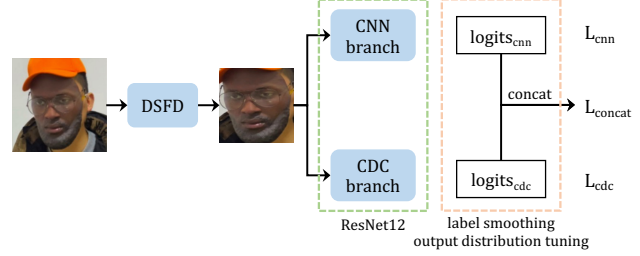 CNN
branch
logitscnn
Lcnn
DSFD
concat
Lconcat
CDC
branch
logitscdc
Lcdc
ResNet12
label smoothing
output distribution tuning